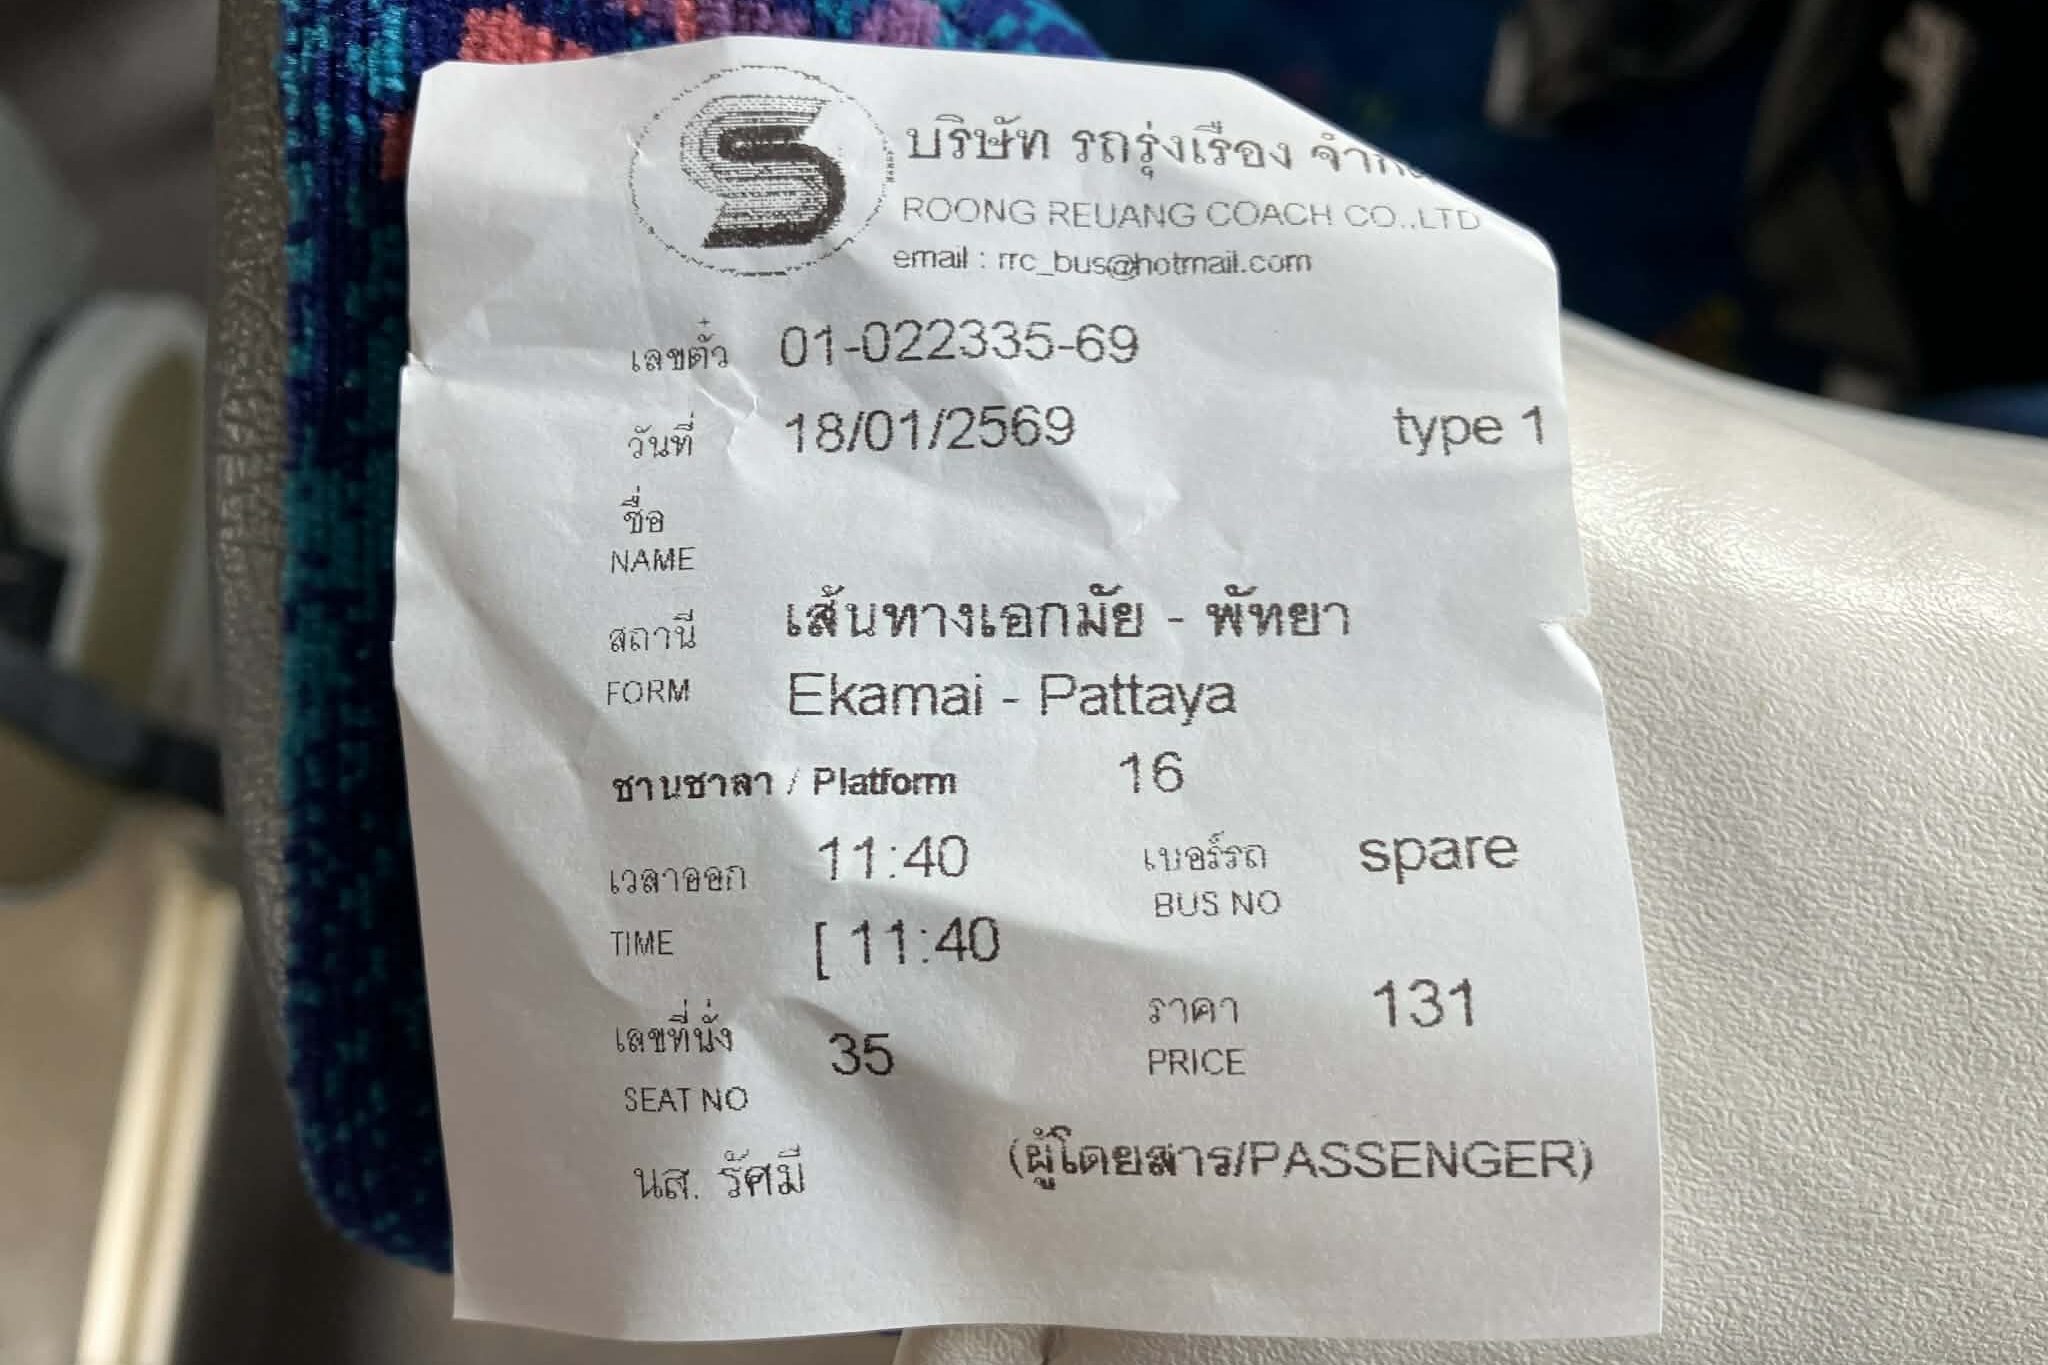 บริษัท รถรุ่งเรือง
ROONG REUANG COACH CO.,LTD
email : rrc_bus@hotmail.com
เลขตั๋ว 01-022335-69
วันที่ 18/01/2569 type 1
ชื่อ
NAME
สถานี เส้นทางเอกมัย - พัทยา
FORM Ekamai - Pattaya
ชานชาลา / Platform 16
เวลาออก 11:40 เบอร์รถ spare
BUS NO
TIME [ 11:40
เลขที่นั่ง 35 ราคา 131
SEAT NO PRICE
นส. รัศมี (ผู้โดยสาร/PASSENGER)